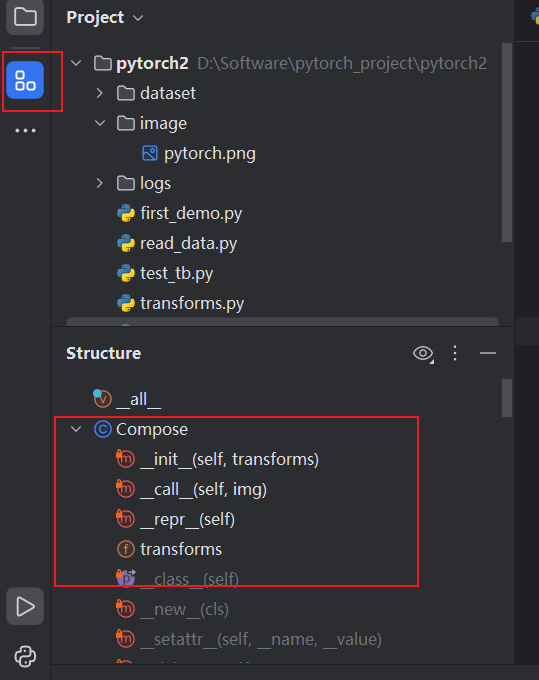 Project
pytorch2 D:\Software\pytorch_project\pytorch2
dataset
image
pytorch.png
logs
first_demo.py
read_data.py
test_tb.py
transforms.py
Structure
__all__
Compose
__init__(self, transforms)
__call__(self, img)
__repr__(self)
transforms
__class__(self)
__new__(cls)
__setattr__(self, __name, __value)